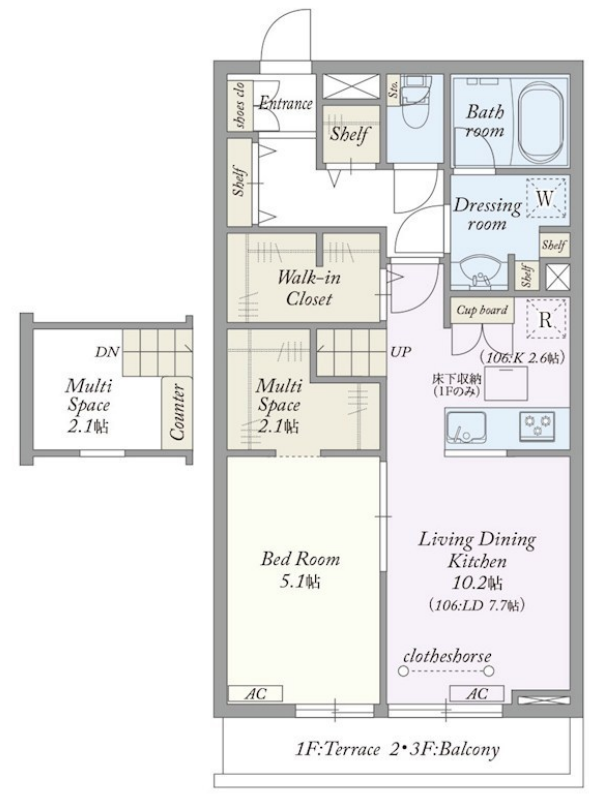 shoes clo
Entrance
Sto.
Shelf
Bath
room
Shelf
Dressing
room
W
Shelf
Shelf
Walk-in
Closet
Cup board
R
(106:K 2.6帖)
DN
UP
床下収納
(1Fのみ)
Multi
Space
2.1帖
Counter
Multi
Space
2.1帖
Bed Room
5.1帖
Living Dining
Kitchen
10.2帖
(106:LD 7.7帖)
clotheshorse
AC
AC
1F:Terrace 2・3F:Balcony